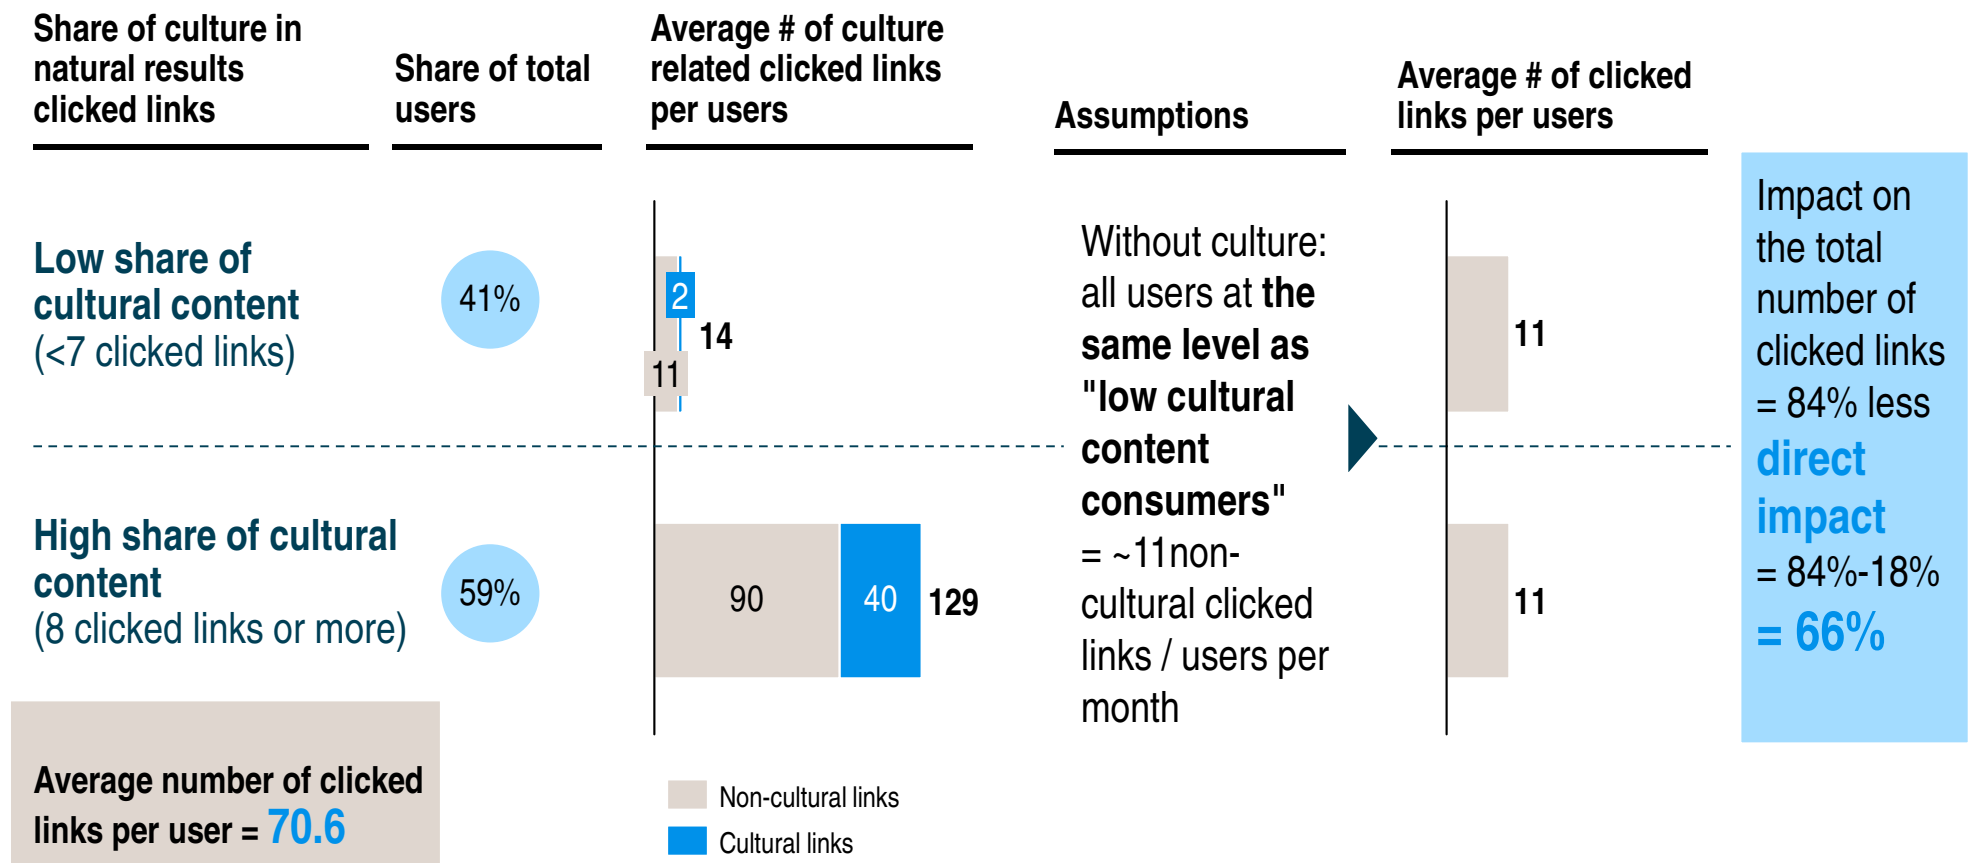 Share of culture in
natural results
clicked links
Share of total
users
Average # of culture
related clicked links
per users
Assumptions
Average # of clicked
links per users
Low share of
cultural content
(<7 clicked links)
41%
2
14
11
Without culture:
all users at the
same level as
"low cultural
content
consumers"
= ~11non-
cultural clicked
links / users per
month
11
Impact on
the total
number of
clicked links
= 84% less
direct
impact
= 84%-18%
= 66%
High share of cultural
content
(8 clicked links or more)
59%
90
40
129
11
Average number of clicked
links per user = 70.6
Non-cultural links
Cultural links